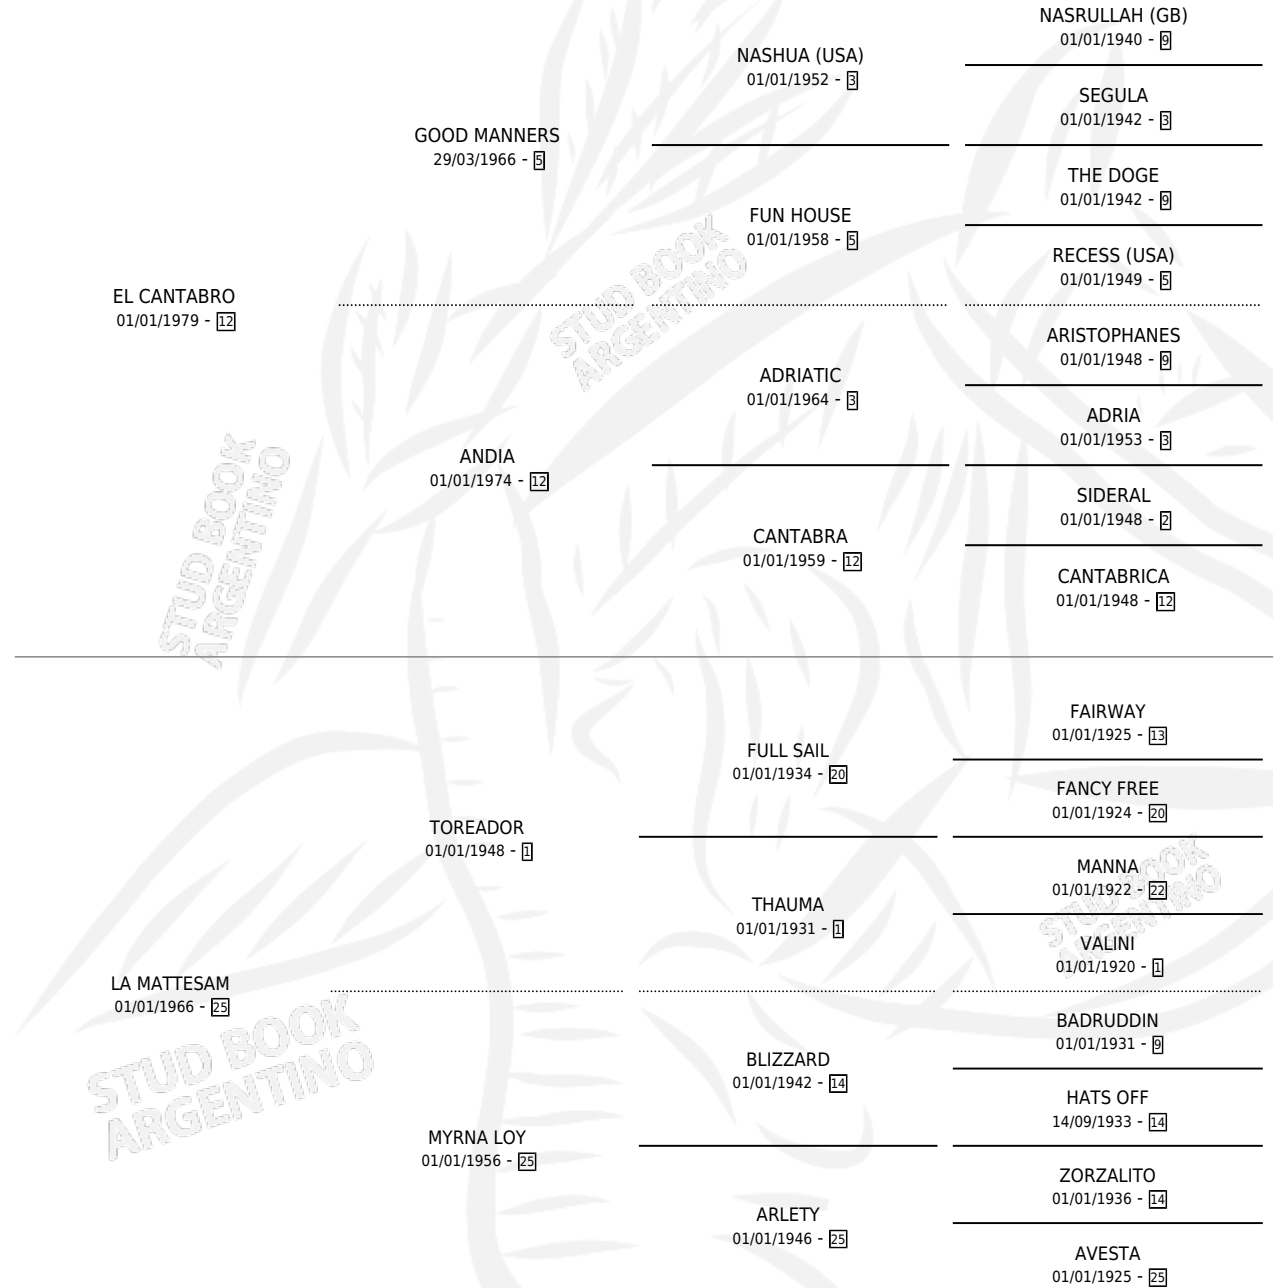 NASRULLAH (GB)
01/01/1940 - 9
NASHUA (USA)
01/01/1952 - 3
SEGULA
01/01/1942 - 3
GOOD MANNERS
29/03/1966 - 5
THE DOGE
01/01/1942 - 9
FUN HOUSE
01/01/1958 - 5
RECESS (USA)
01/01/1949 - 5
EL CANTABRO
01/01/1979 - 12
ARISTOPHANES
01/01/1948 - 9
ADRIATIC
01/01/1964 - 3
ADRIA
01/01/1953 - 3
ANDIA
01/01/1974 - 12
SIDERAL
01/01/1948 - 2
CANTABRA
01/01/1959 - 12
CANTABRICA
01/01/1948 - 12
FAIRWAY
01/01/1925 - 13
FULL SAIL
01/01/1934 - 20
FANCY FREE
01/01/1924 - 20
TOREADOR
01/01/1948 - 1
MANNA
01/01/1922 - 22
THAUMA
01/01/1931 - 1
VALINI
01/01/1920 - 1
LA MATTESAM
01/01/1966 - 25
BADRUDDIN
01/01/1931 - 9
BLIZZARD
01/01/1942 - 14
HATS OFF
14/09/1933 - 14
MYRNA LOY
01/01/1956 - 25
ZORZALITO
01/01/1936 - 14
ARLETY
01/01/1946 - 25
AVESTA
01/01/1925 - 25
STUD BOOK
ARGENTINO
STUD BOOK
ARGENTINO
STUD BOOK
ARGENTINO
STUD BOOK
ARGENTINO